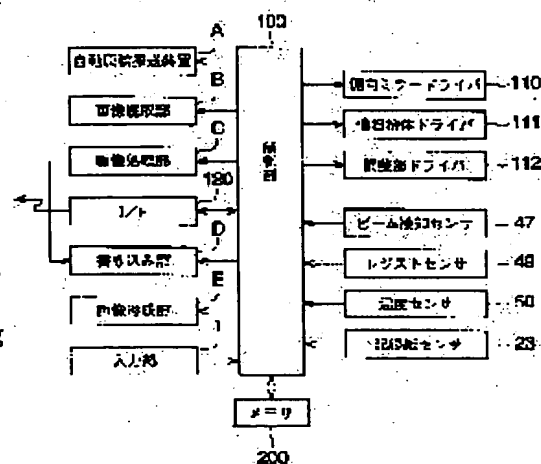 100
A
自動原稿搬送装置
偏向ミラードライバ
110
B
画像読取部
111
C
画像処理部
制御部
112
180
I/F
ビーム検知センサ
47
D
書き込み部
レジストセンサ
E
画像形成部
温度センサ
入力部
23
メモリ
200